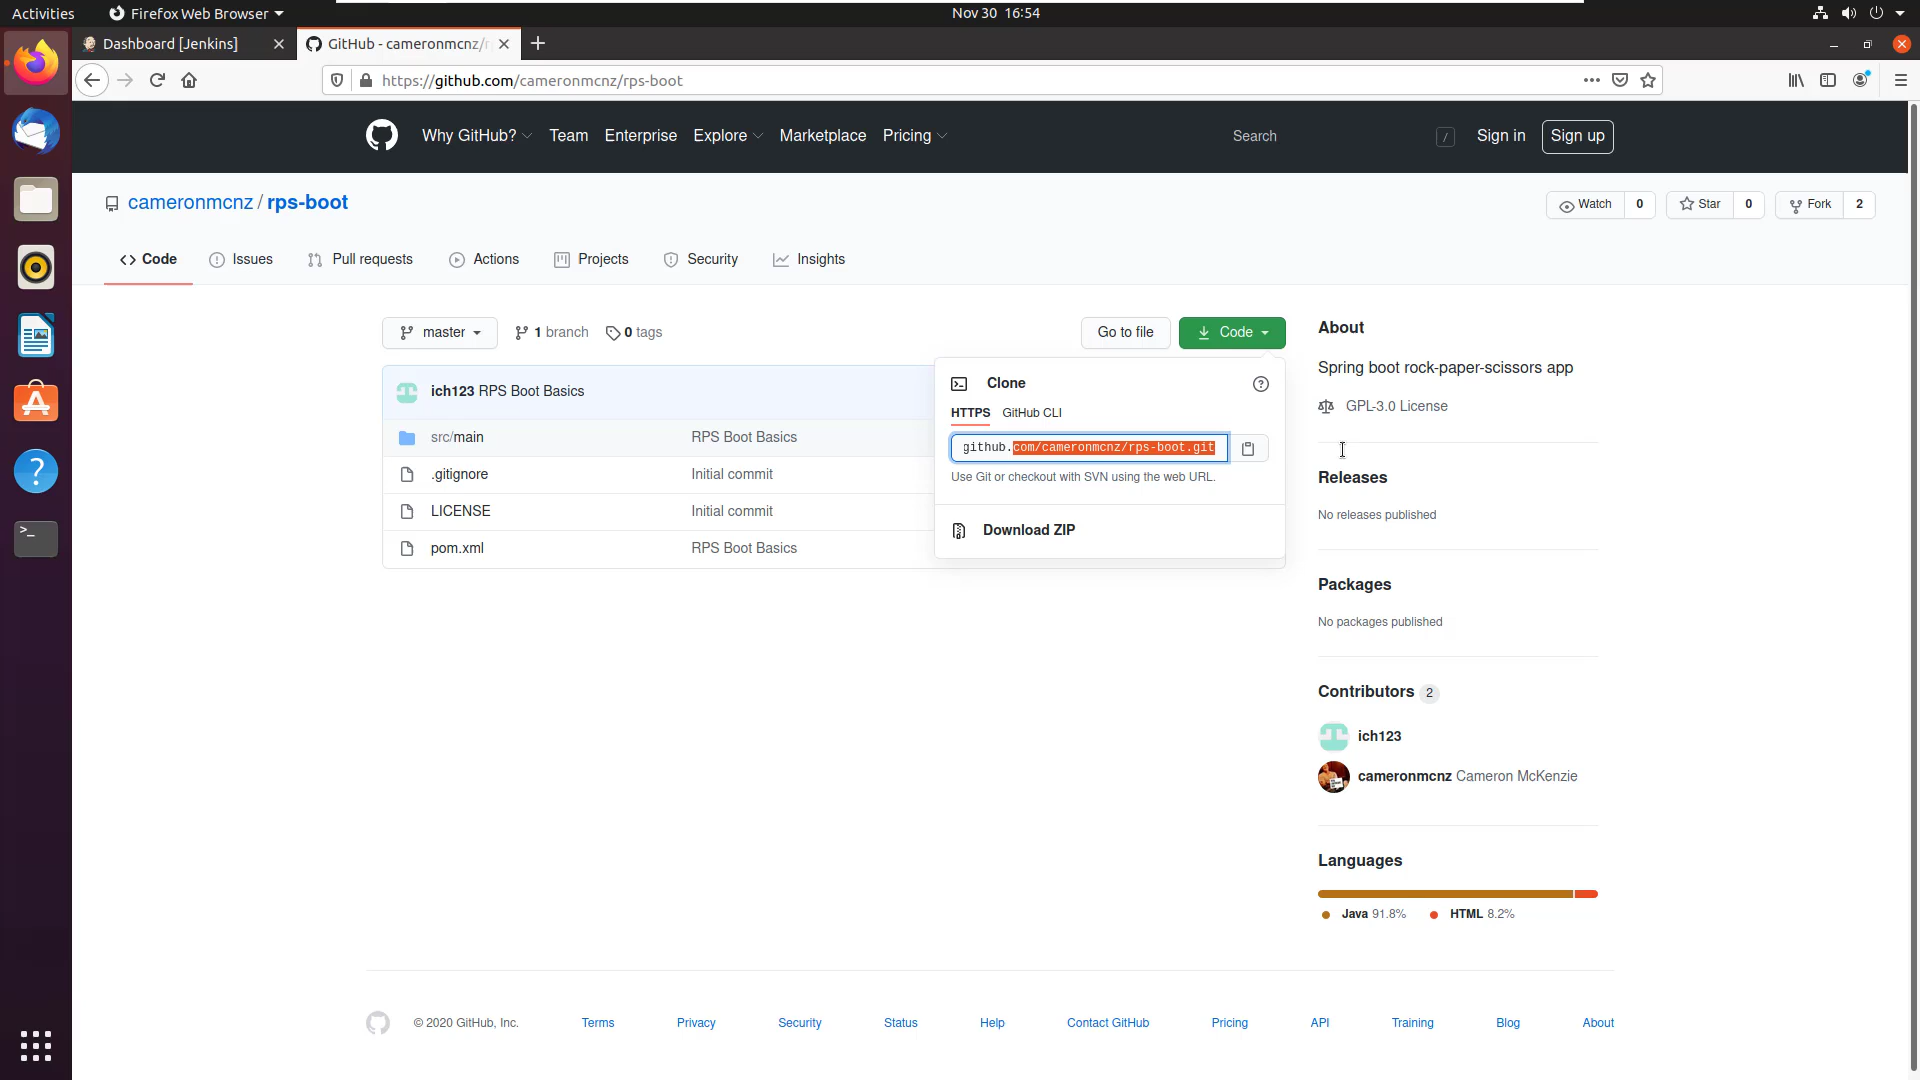 Activities Firefox Web Browser Nov 30 16:54
Dashboard [Jenkins] GitHub - cameronmcnz/r
https://github.com/cameronmcnz/rps-boot
Why GitHub? Team Enterprise Explore Marketplace Pricing Search / Sign in Sign up
cameronmcnz / rps-boot Watch 0 Star 0 Fork 2
Code Issues Pull requests Actions Projects Security Insights
master 1 branch 0 tags Go to file Code
About
Spring boot rock-paper-scissors app
GPL-3.0 License
Clone
HTTPS GitHub CLI
github.com/cameronmcnz/rps-boot.git
Use Git or checkout with SVN using the web URL.
Download ZIP
ich123 RPS Boot Basics
src/main RPS Boot Basics
.gitignore Initial commit
LICENSE Initial commit
pom.xml RPS Boot Basics
Releases
No releases published
Packages
No packages published
Contributors 2
ich123
cameronmcnz Cameron McKenzie
Languages
Java 91.8% HTML 8.2%
© 2020 GitHub, Inc. Terms Privacy Security Status Help Contact GitHub Pricing API Training Blog About